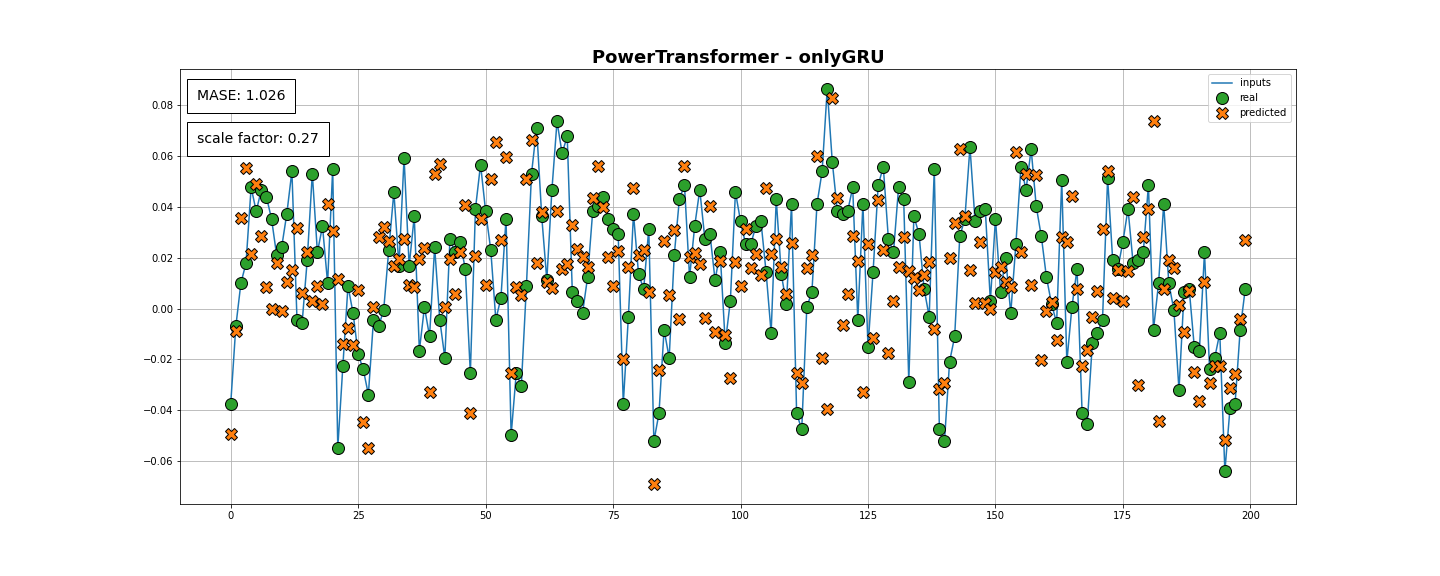 PowerTransformer - onlyGRU
MASE: 1.026
scale factor: 0.27
inputs
real
predicted
0.08
0.06
0.04
0.02
0.00
−0.02
−0.04
−0.06
0 25 50 75 100 125 150 175 200